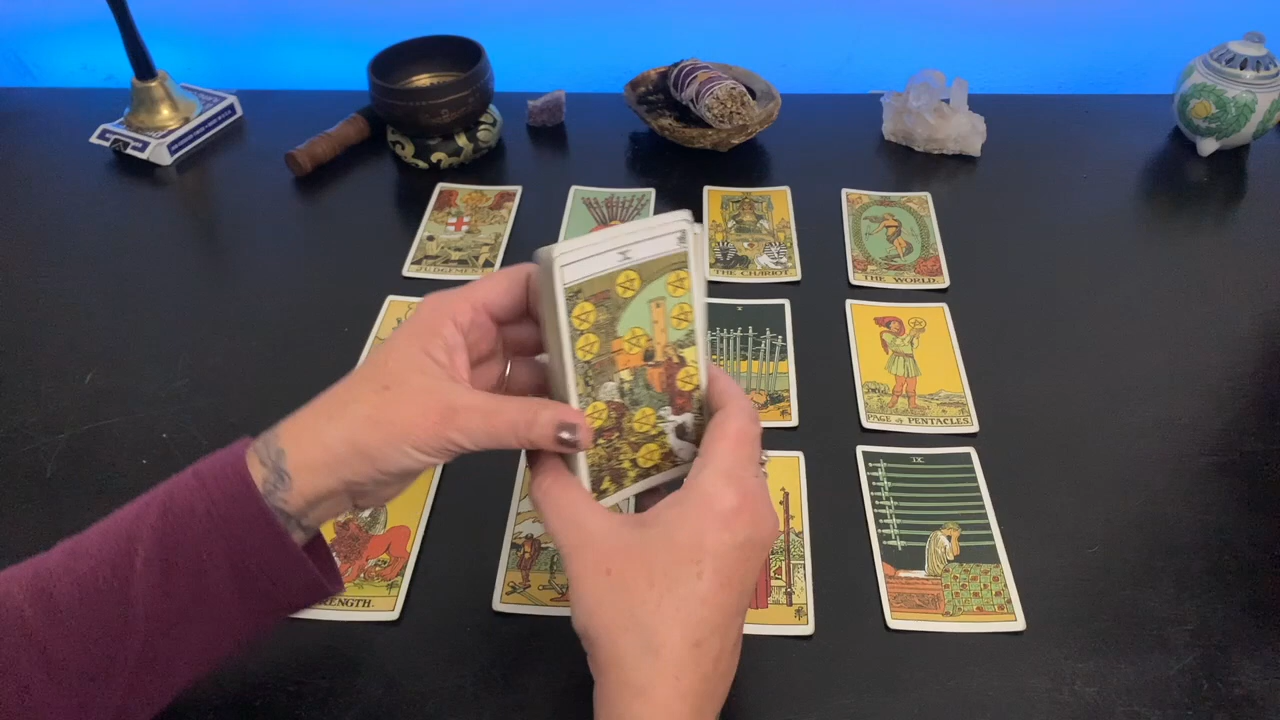 JUDGEMENT.
THE CHARIOT.
THE WORLD.
X
X
PAGE of PENTACLES.
STRENGTH.
IX